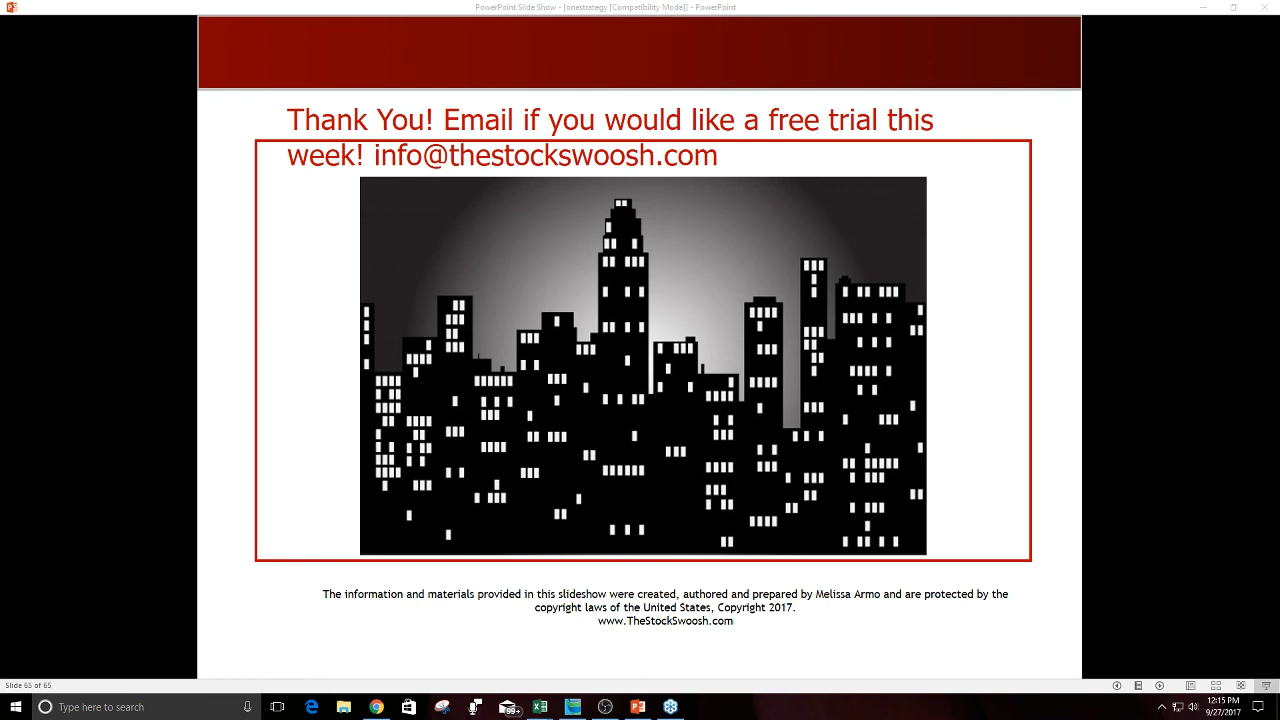 PowerPoint Slide Show - [onestrategy [Compatibility Mode]] - PowerPoint
Thank You! Email if you would like a free trial this
week! info@thestockswoosh.com
The information and materials provided in this slideshow were created, authored and prepared by Melissa Armo and are protected by the
copyright laws of the United States, Copyright 2017.
www.TheStockSwoosh.com
Slide 65 of 65
Type here to search
99+
12:15 PM
9/27/2017